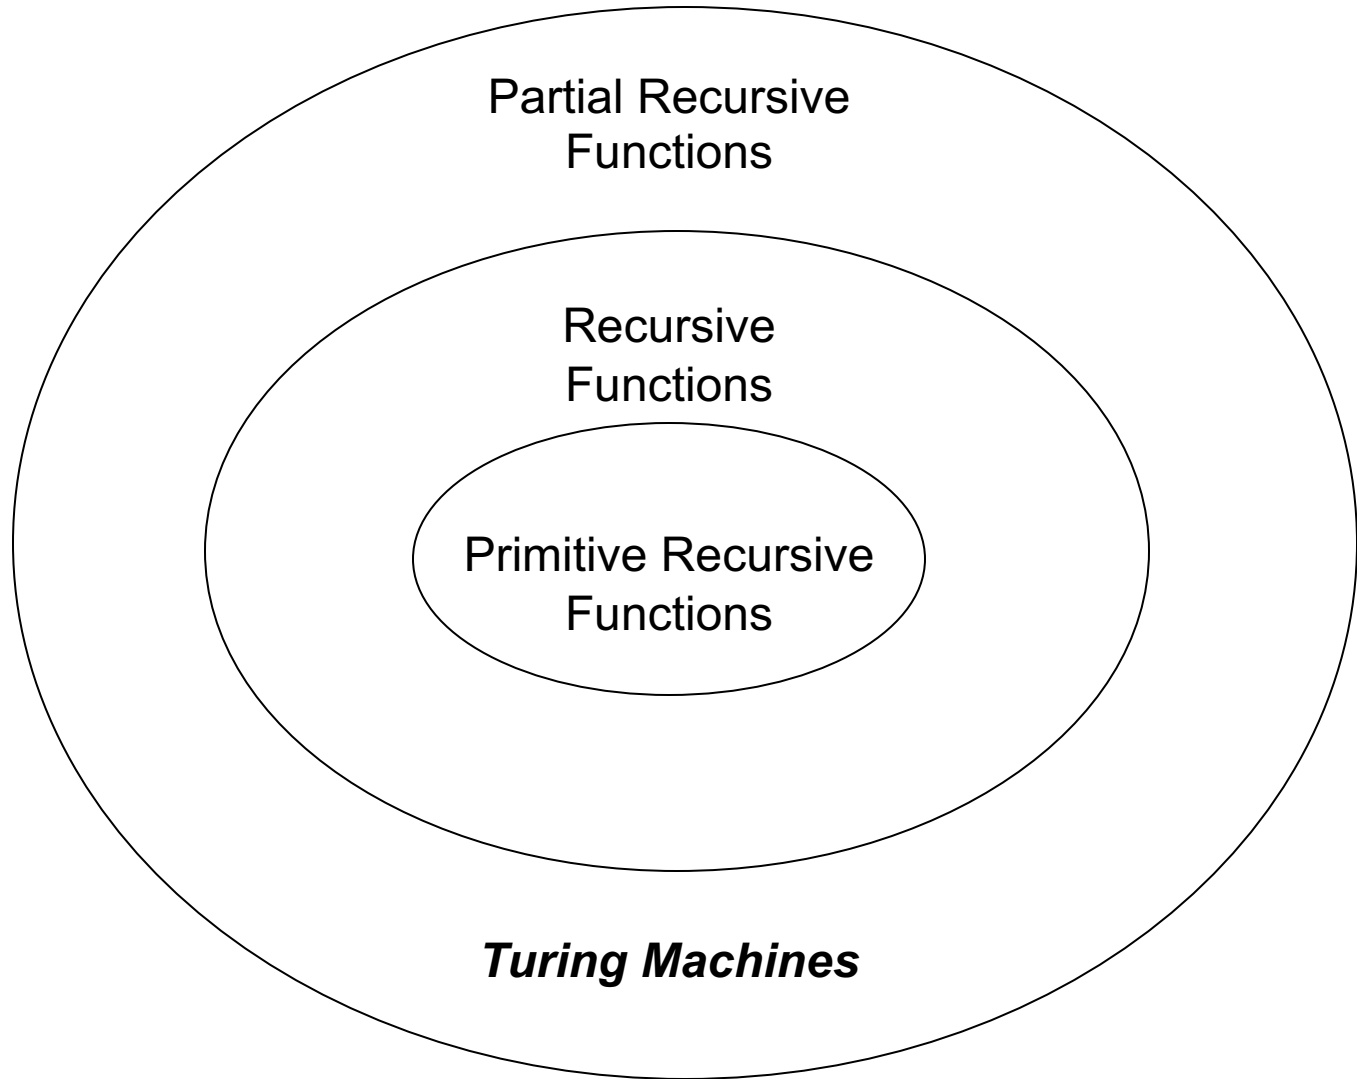 Partial Recursive
Functions
Recursive
Functions
Primitive Recursive
Functions
Turing Machines